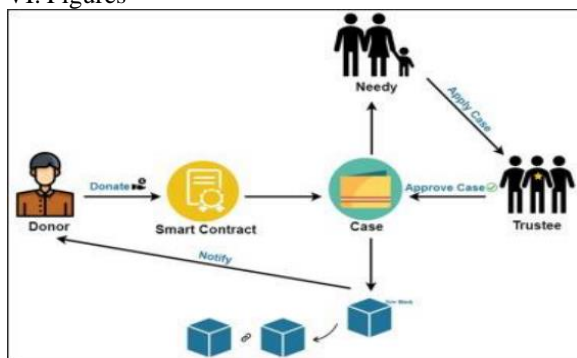 VI. Figures
Needy
Apply Case
Donate
Approve Case
Donor
Smart Contract
Case
Trustee
Notify